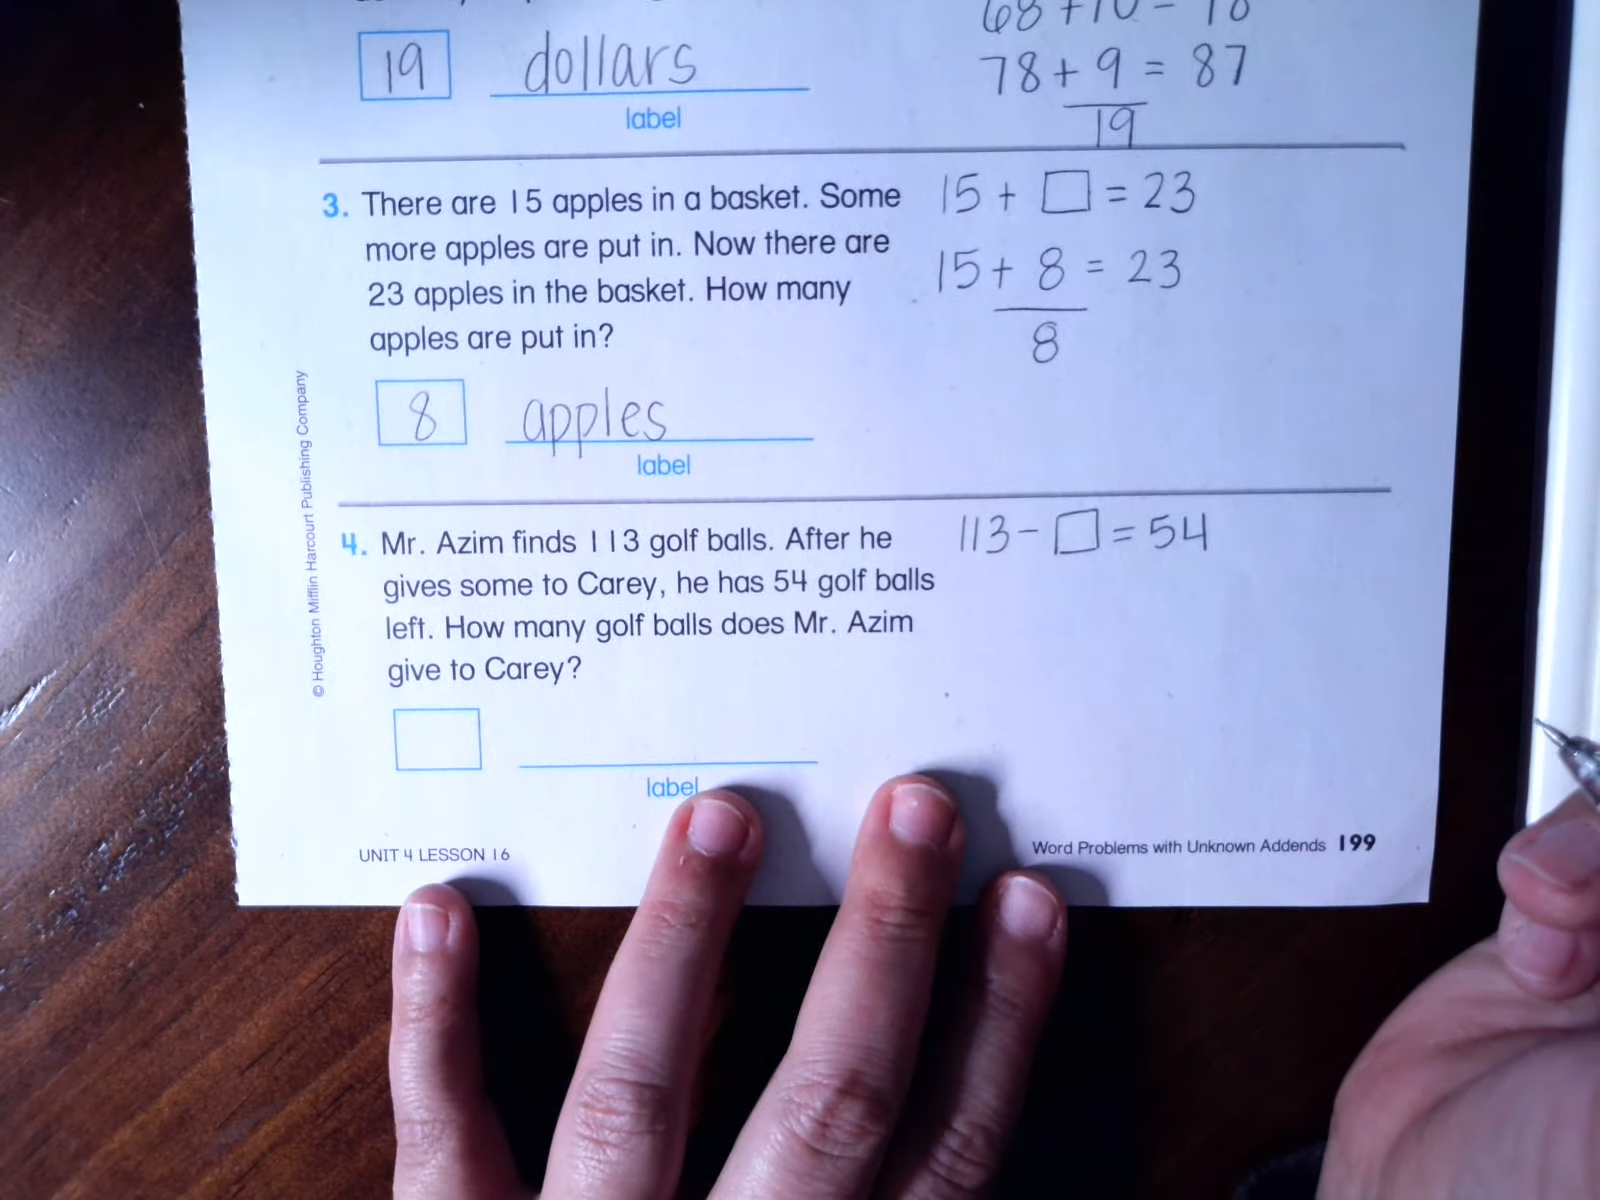 68 + 10 = 78
19 dollars
78 + 9 = 87
label
19
3. There are 15 apples in a basket. Some
more apples are put in. Now there are
23 apples in the basket. How many
apples are put in?
15 + □ = 23
15 + 8 = 23
8
8 apples
label
4. Mr. Azim finds 113 golf balls. After he
gives some to Carey, he has 54 golf balls
left. How many golf balls does Mr. Azim
give to Carey?
113 - □ = 54
label
© Houghton Mifflin Harcourt Publishing Company
UNIT 4 LESSON 16
Word Problems with Unknown Addends 199